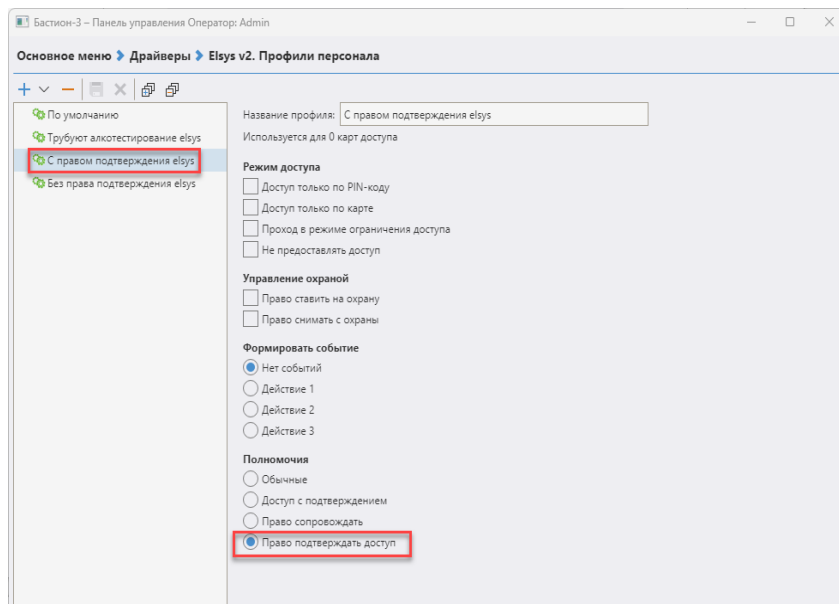 Бастион-3 – Панель управления Оператор: Admin
Основное меню > Драйверы > Elsys v2. Профили персонала
По умолчанию
Трубуют алкотестирование elsys
С правом подтверждения elsys
Без права подтверждения elsys
Название профиля: С правом подтверждения elsys
Используется для 0 карт доступа
Режим доступа
Доступ только по PIN-коду
Доступ только по карте
Проход в режиме ограничения доступа
Не предоставлять доступ
Управление охраной
Право ставить на охрану
Право снимать с охраны
Формировать событие
Нет событий
Действие 1
Действие 2
Действие 3
Полномочия
Обычные
Доступ с подтверждением
Право сопровождать
Право подтверждать доступ